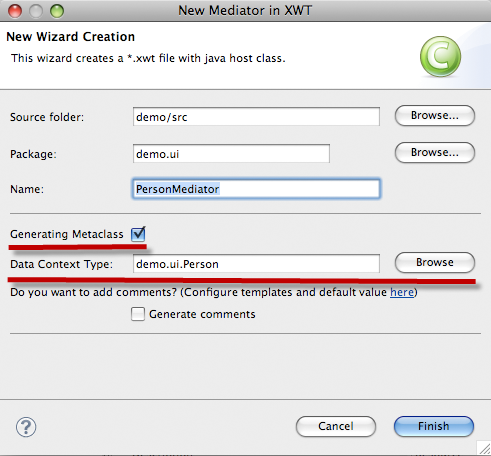 New Mediator in XWT
New Wizard Creation
This wizard creates a *.xwt file with java host class.
Source folder: demo/src Browse...
Package: demo.ui Browse...
Name: PersonMediator
Generating Metaclass
Data Context Type: demo.ui.Person Browse
Do you want to add comments? (Configure templates and default value here)
Generate comments
? Cancel Finish